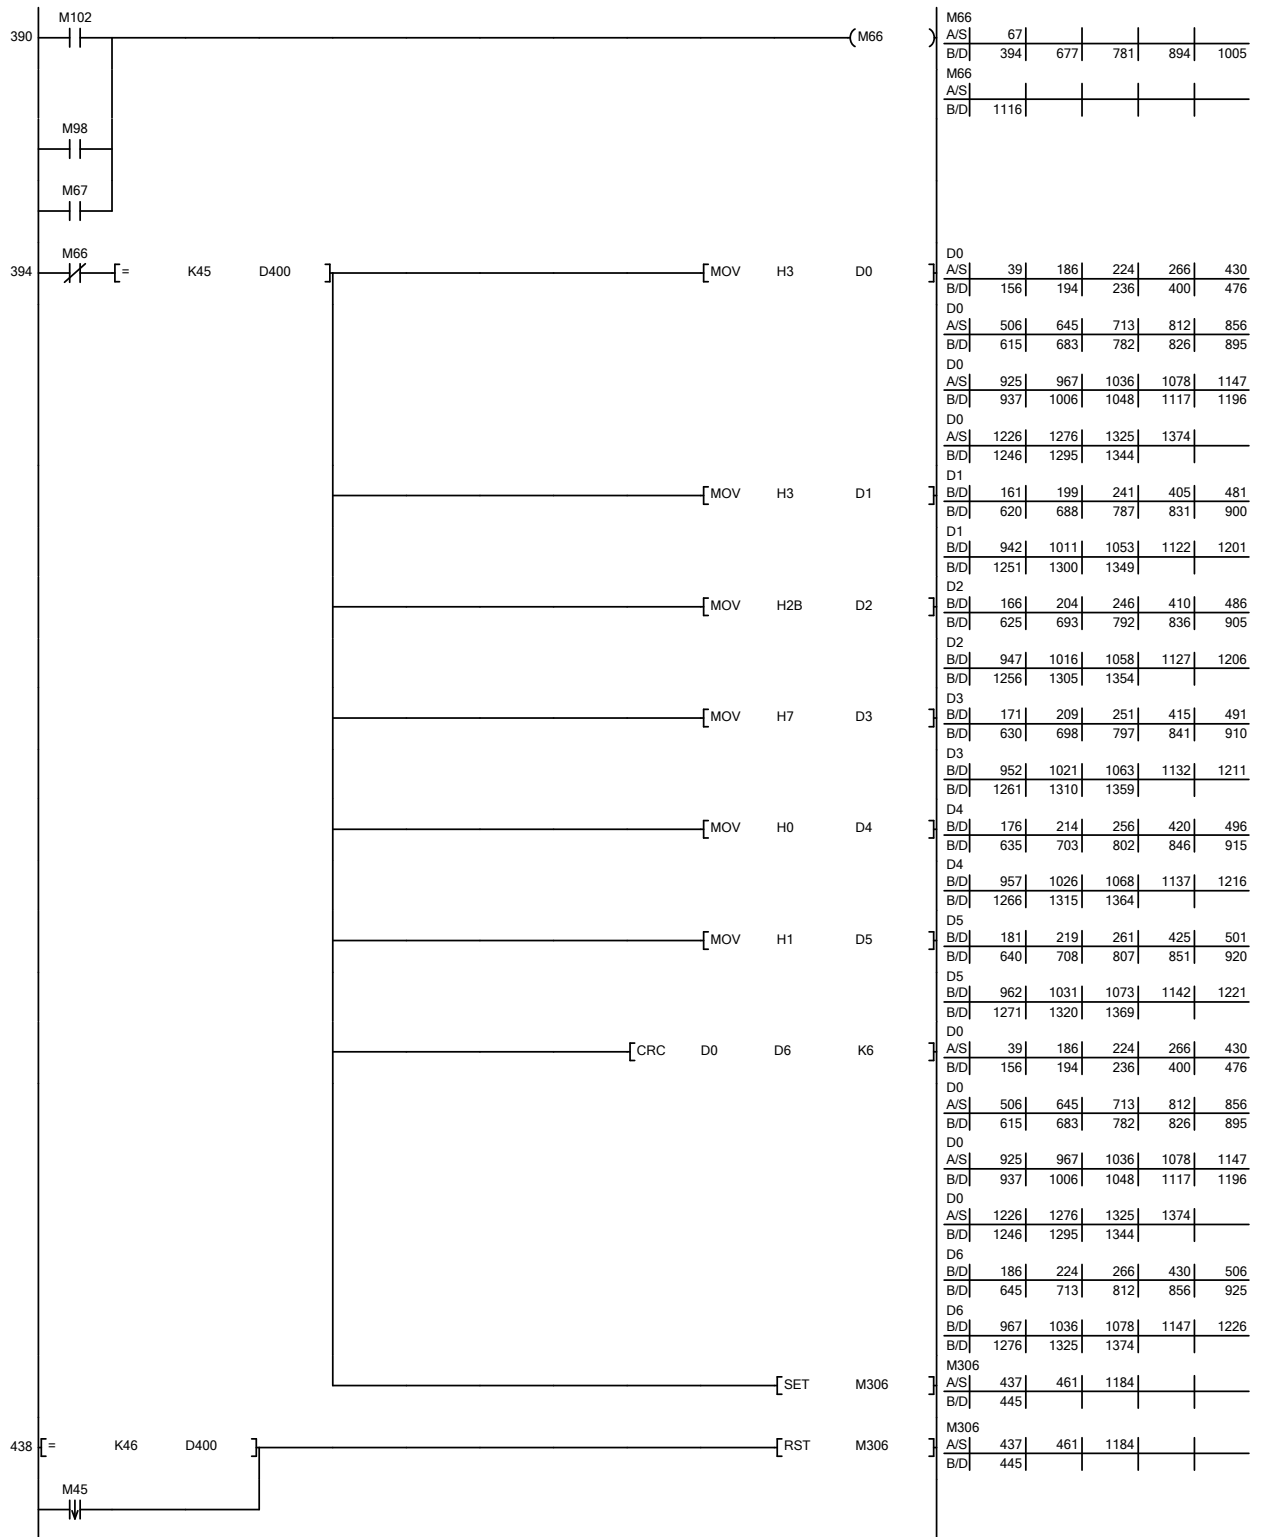 M102
390 (M66 )
M98
M67
M66
A/S 67
B/D 394 677 781 894 1005
M66
A/S
B/D 1116
M66
394 [= K45 D400 ] [MOV H3 D0 ]
D0
A/S 39 186 224 266 430
B/D 156 194 236 400 476
D0
A/S 506 645 713 812 856
B/D 615 683 782 826 895
D0
A/S 925 967 1036 1078 1147
B/D 937 1006 1048 1117 1196
D0
A/S 1226 1276 1325 1374
B/D 1246 1295 1344
[MOV H3 D1 ]
D1
B/D 161 199 241 405 481
B/D 620 688 787 831 900
D1
B/D 942 1011 1053 1122 1201
B/D 1251 1300 1349
[MOV H2B D2 ]
D2
B/D 166 204 246 410 486
B/D 625 693 792 836 905
D2
B/D 947 1016 1058 1127 1206
B/D 1256 1305 1354
[MOV H7 D3 ]
D3
B/D 171 209 251 415 491
B/D 630 698 797 841 910
D3
B/D 952 1021 1063 1132 1211
B/D 1261 1310 1359
[MOV H0 D4 ]
D4
B/D 176 214 256 420 496
B/D 635 703 802 846 915
D4
B/D 957 1026 1068 1137 1216
B/D 1266 1315 1364
[MOV H1 D5 ]
D5
B/D 181 219 261 425 501
B/D 640 708 807 851 920
D5
B/D 962 1031 1073 1142 1221
B/D 1271 1320 1369
[CRC D0 D6 K6 ]
D0
A/S 39 186 224 266 430
B/D 156 194 236 400 476
D0
A/S 506 645 713 812 856
B/D 615 683 782 826 895
D0
A/S 925 967 1036 1078 1147
B/D 937 1006 1048 1117 1196
D0
A/S 1226 1276 1325 1374
B/D 1246 1295 1344
D6
B/D 186 224 266 430 506
B/D 645 713 812 856 925
D6
B/D 967 1036 1078 1147 1226
B/D 1276 1325 1374
[SET M306 ]
M306
A/S 437 461 1184
B/D 445
438 [= K46 D400 ] [RST M306 ]
M306
A/S 437 461 1184
B/D 445
M45